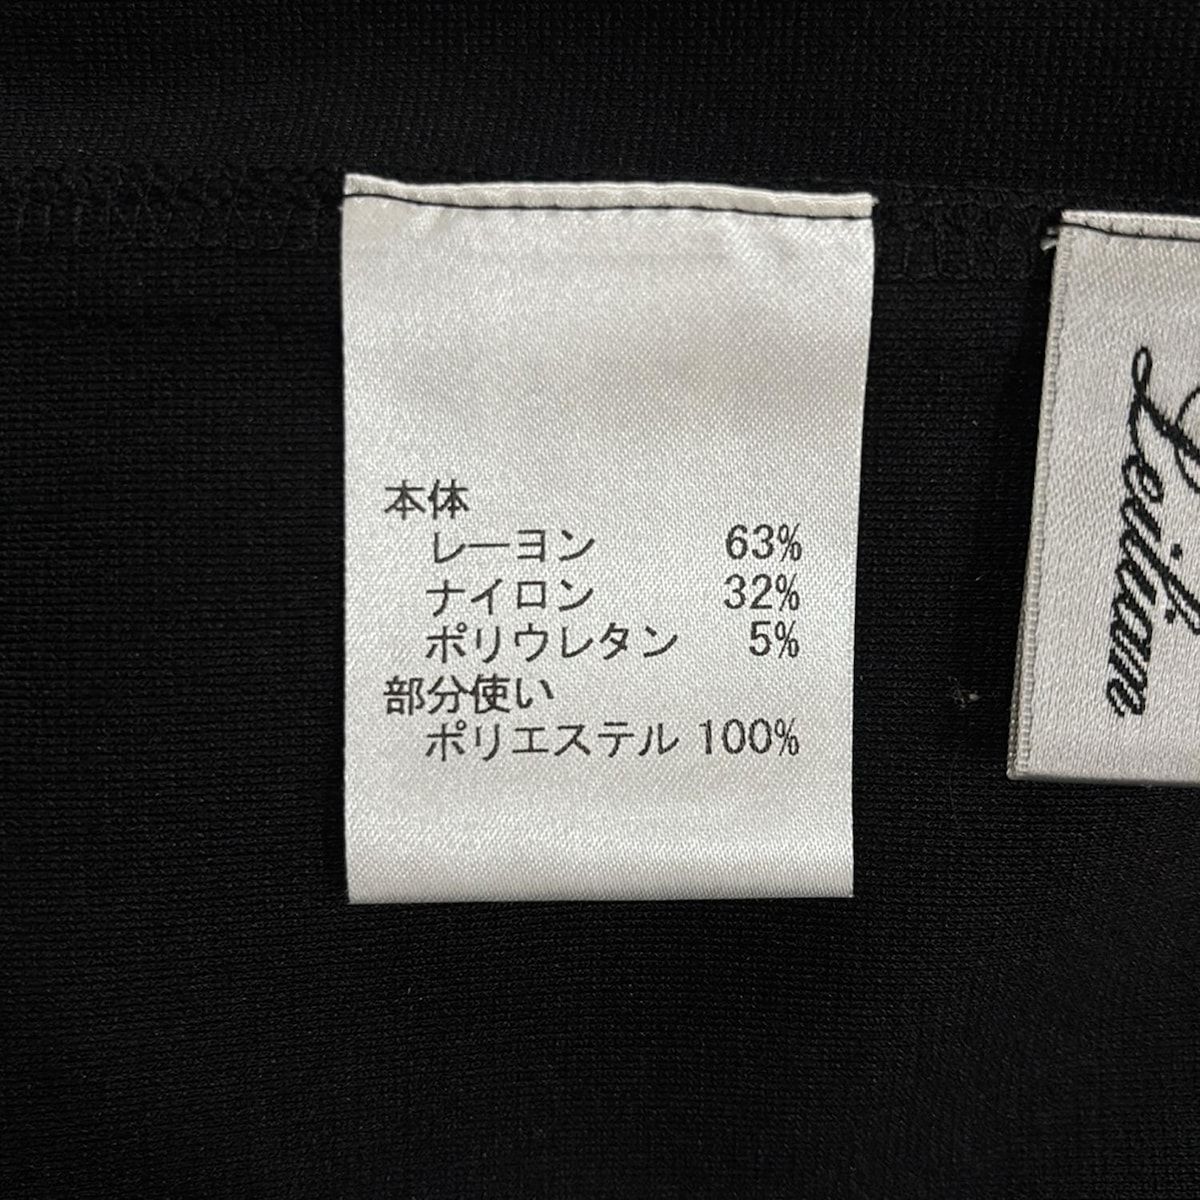 本体
レーヨン 63%
ナイロン 32%
ポリウレタン 5%
部分使い
ポリエステル 100%
Leilian